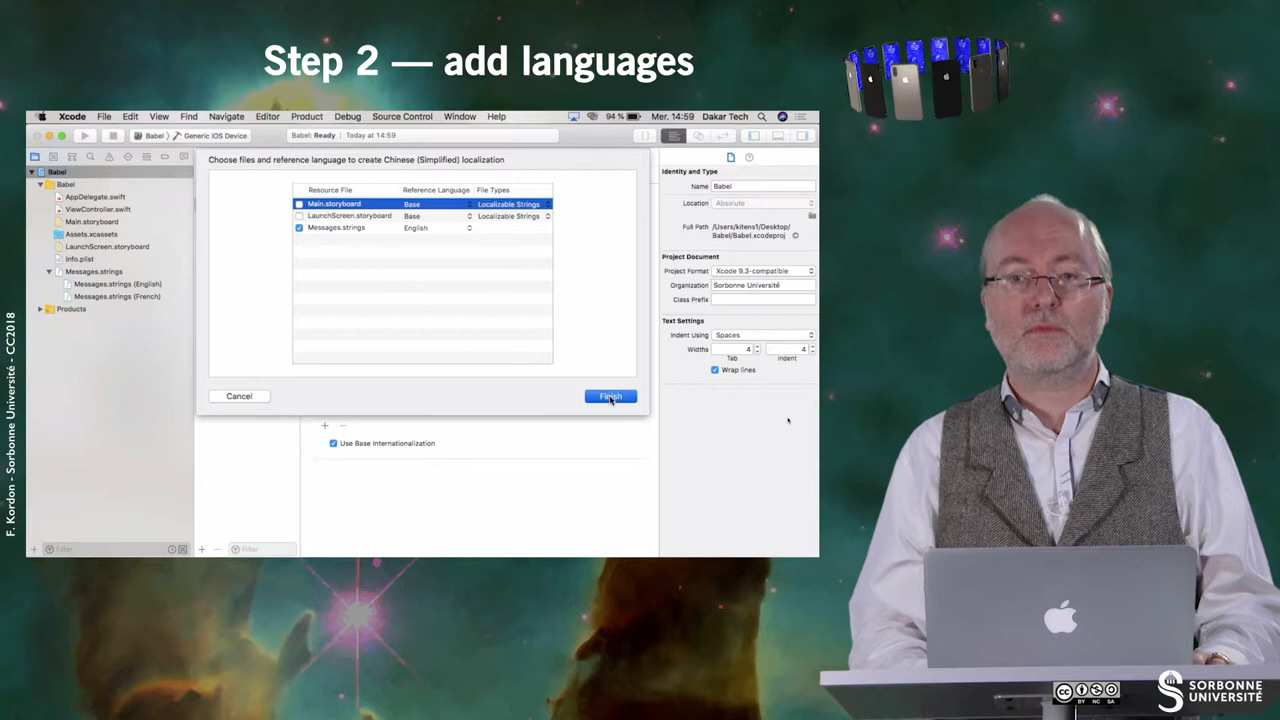 Step 2 — add languages
Xcode File Edit View Find Navigate Editor Product Debug Source Control Window Help 94 % Mer. 14:59 Dakar Tech
Babel Generic iOS Device Babel: Ready Today at 14:59
Babel
Babel
AppDelegate.swift
ViewController.swift
Main.storyboard
Assets.xcassets
LaunchScreen.storyboard
Info.plist
Messages.strings
Messages.strings (English)
Messages.strings (French)
Products
Filter
Choose files and reference language to create Chinese (Simplified) localization
Resource File Reference Language File Types
Main.storyboard Base Localizable Strings
LaunchScreen.storyboard Base Localizable Strings
Messages.strings English
Cancel Finish
Use Base Internationalization
Filter
Identity and Type
Name Babel
Location Absolute
Full Path /Users/kitens1/Desktop/
Babel/Babel.xcodeproj
Project Document
Project Format Xcode 9.3-compatible
Organization Sorbonne Université
Class Prefix
Text Settings
Indent Using Spaces
Widths 4 4
Tab Indent
Wrap lines
F. Kordon - Sorbonne Université - CC2018
CC BY NC SA
SORBONNE
UNIVERSITÉ